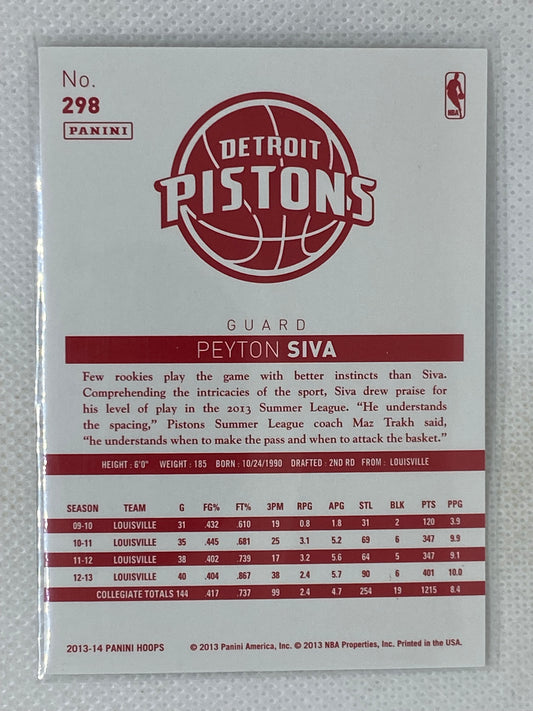 No.
298
PANINI
NBA
DETROIT
PISTONS
GUARD
PEYTON SIVA
Few rookies play the game with better instincts than Siva.
Comprehending the intricacies of the sport, Siva drew praise for
his level of play in the 2013 Summer League. “He understands
the spacing,” Pistons Summer League coach Maz Trakh said,
“he understands when to make the pass and when to attack the basket.”
HEIGHT: 6'0" WEIGHT: 185 BORN: 10/24/1990 DRAFTED: 2ND RD FROM: LOUISVILLE
SEASON TEAM G FG% FT% 3PM RPG APG STL BLK PTS PPG
09-10 LOUISVILLE 31 .432 .610 19 0.8 1.8 31 2 120 3.9
10-11 LOUISVILLE 35 .445 .681 25 3.1 5.2 69 6 347 9.9
11-12 LOUISVILLE 38 .402 .739 17 3.2 5.6 64 5 347 9.1
12-13 LOUISVILLE 40 .404 .867 38 2.4 5.7 90 6 401 10.0
COLLEGIATE TOTALS 144 .417 .737 99 2.4 4.7 254 19 1215 8.4
2013-14 PANINI HOOPS © 2013 Panini America, Inc. © 2013 NBA Properties, Inc. Printed in the USA.